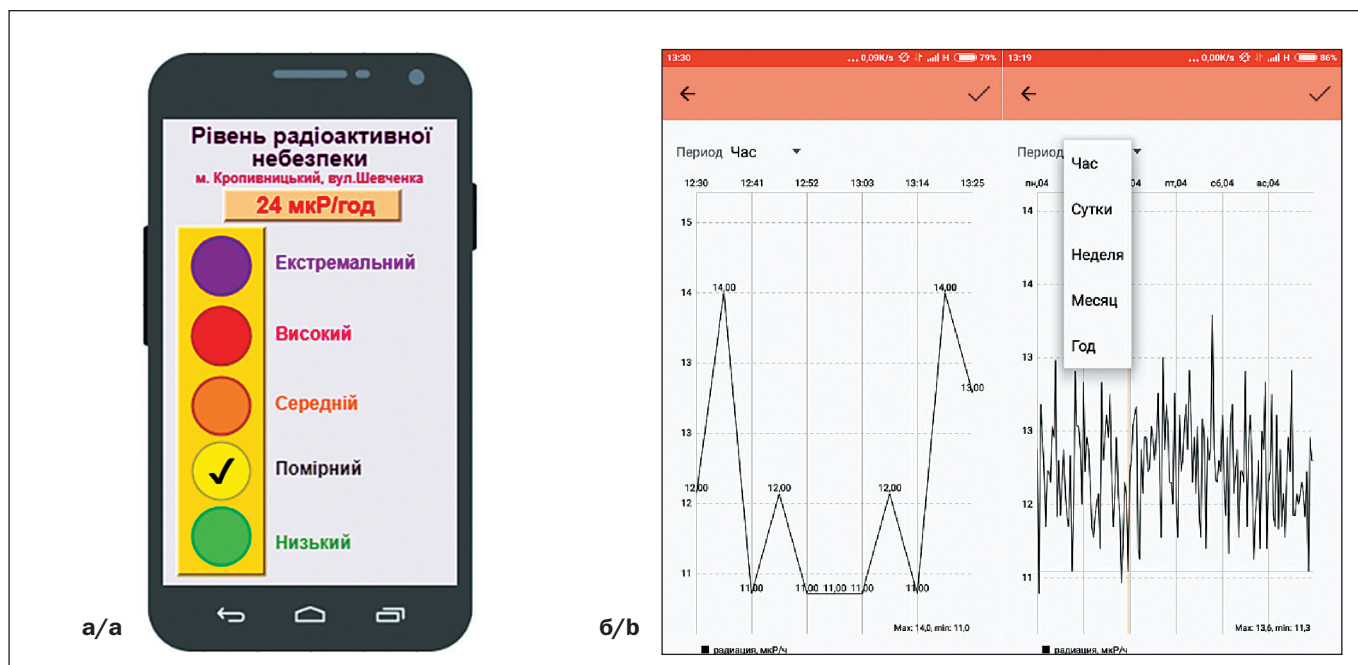 Рівень радіоактивної
небезпеки
м. Кропивницький, вул.Шевченка
24 мкР/год
Екстремальний
Високий
Середній
Помірний
Низький
а/a
13:30 ... 0,09K/s H 79%
Период Час
12:30 12:41 12:52 13:03 13:14 13:25
15
14
13
13
12
11
14,00
14,00
13,00
12,00
12,00
12,00
11,00
11,00
11,00
11,00
11,00
Max: 14,0, min: 11,0
радиация, мкР/ч
б/b
13:19 ... 0,00K/s H 86%
Период
Час
Сутки
Неделя
Месяц
Год
пн,04 04 пт,04 сб,04 вс,04
14
14
13
13
12
11
Max: 13,6, min: 11,3
радиация, мкР/ч